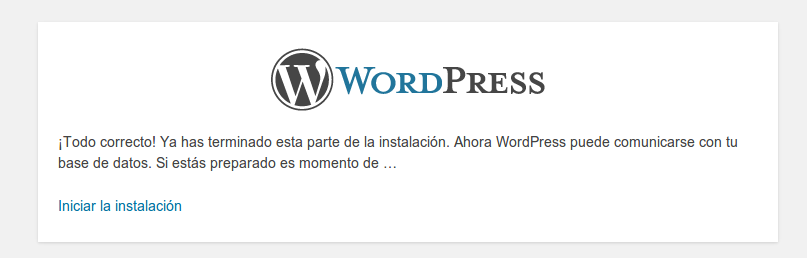 WORDPRESS
¡Todo correcto! Ya has terminado esta parte de la instalación. Ahora WordPress puede comunicarse con tu
base de datos. Si estás preparado es momento de …
Iniciar la instalación